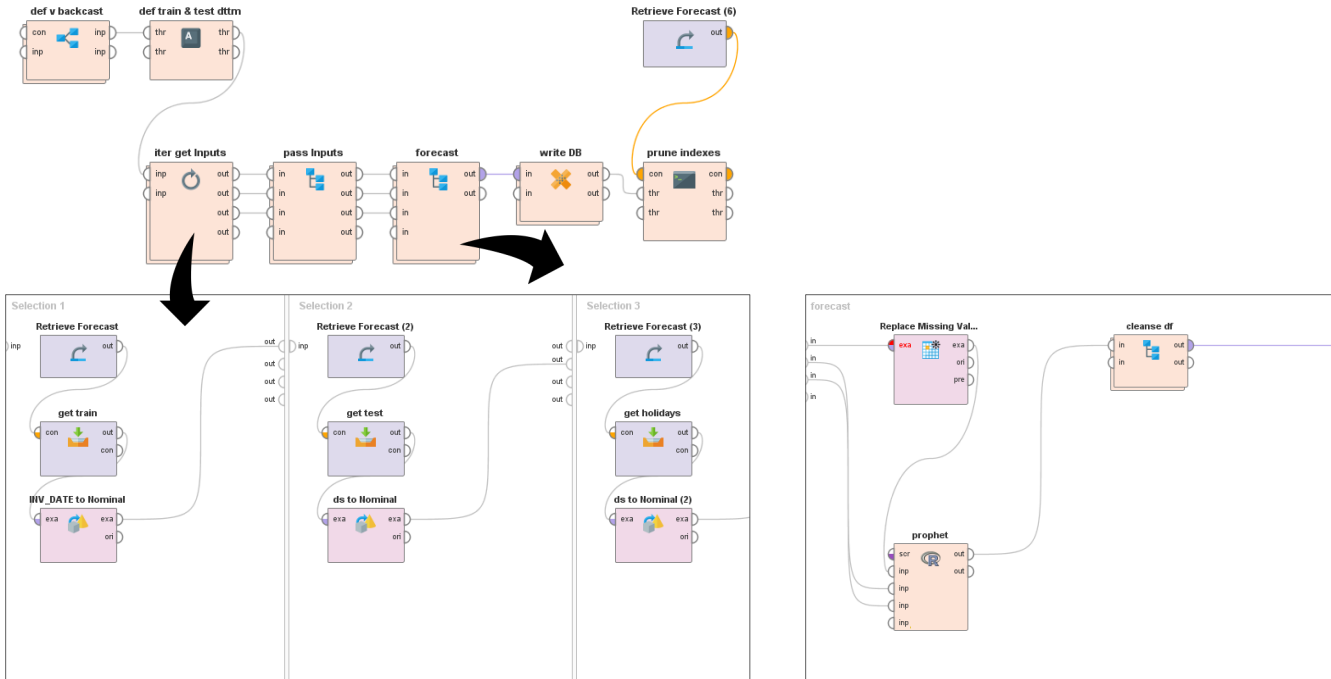 def v backcast
con inp
inp inp
def train & test dttm
A
thr thr
thr thr
Retrieve Forecast (6)
out
iter get Inputs
inp out
inp out
out
out
pass Inputs
in out
in out
in out
in out
forecast
in out
in out
in
in
write DB
in out
in out
prune indexes
con con
thr thr
thr thr
Selection 1
inp
Retrieve Forecast
out
get train
con out
con
INV_DATE to Nominal
exa exa
ori
out
out
out
out
Selection 2
inp
Retrieve Forecast (2)
out
get test
con out
con
ds to Nominal
exa exa
ori
out
out
out
out
Selection 3
inp
Retrieve Forecast (3)
out
get holidays
con out
con
ds to Nominal (2)
exa exa
ori
forecast
in
in
in
in
Replace Missing Val...
exa exa
ori
pre
cleanse df
in out
in out
prophet
R
scr out
inp out
inp
inp
inp